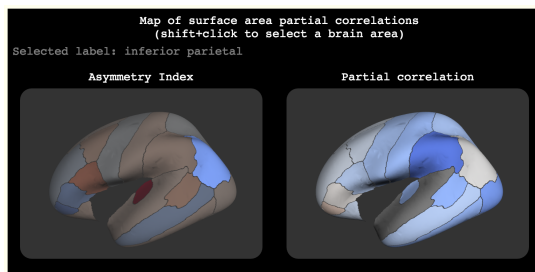 Map of surface area partial correlations
(shift+click to select a brain area)
Selected label: inferior parietal
Asymmetry Index
Partial correlation